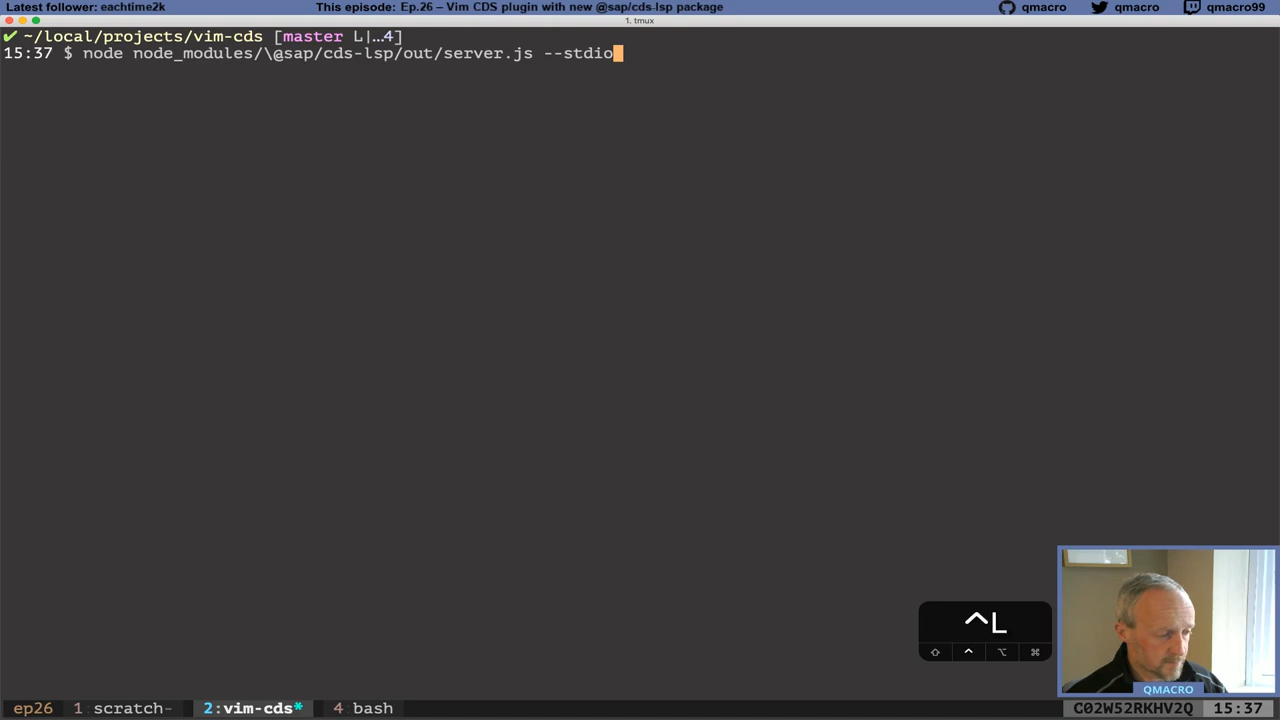 Latest follower: eachtime2k
This episode: Ep.26 – Vim CDS plugin with new @sap/cds-lsp package
qmacro
qmacro
qmacro99
1. tmux
✔ ~/local/projects/vim-cds [master L|…4]
15:37 $ node node_modules/\@sap/cds-lsp/out/server.js --stdio
^L
⇧ ^ ⌥ ⌘
QMACRO
ep26 1 scratch- 2:vim-cds* 4 bash
C02W52RKHV2Q 15:37